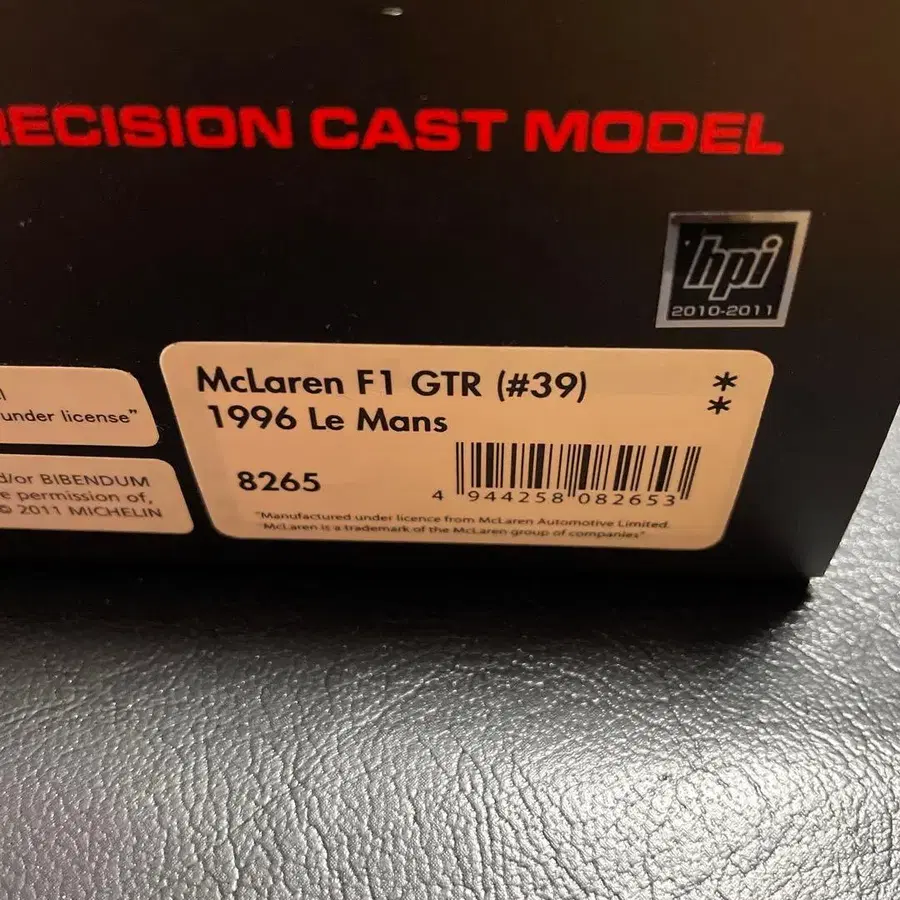 RECISION CAST MODEL
hpi
2010-2011
under license"
d/or BIBENDUM
e permission of,
© 2011 MICHELIN
McLaren F1 GTR (#39)
1996 Le Mans
**
8265
4 944258 082653
"Manufactured under licence from McLaren Automotive Limited.
"McLaren is a trademark of the McLaren group of companies"